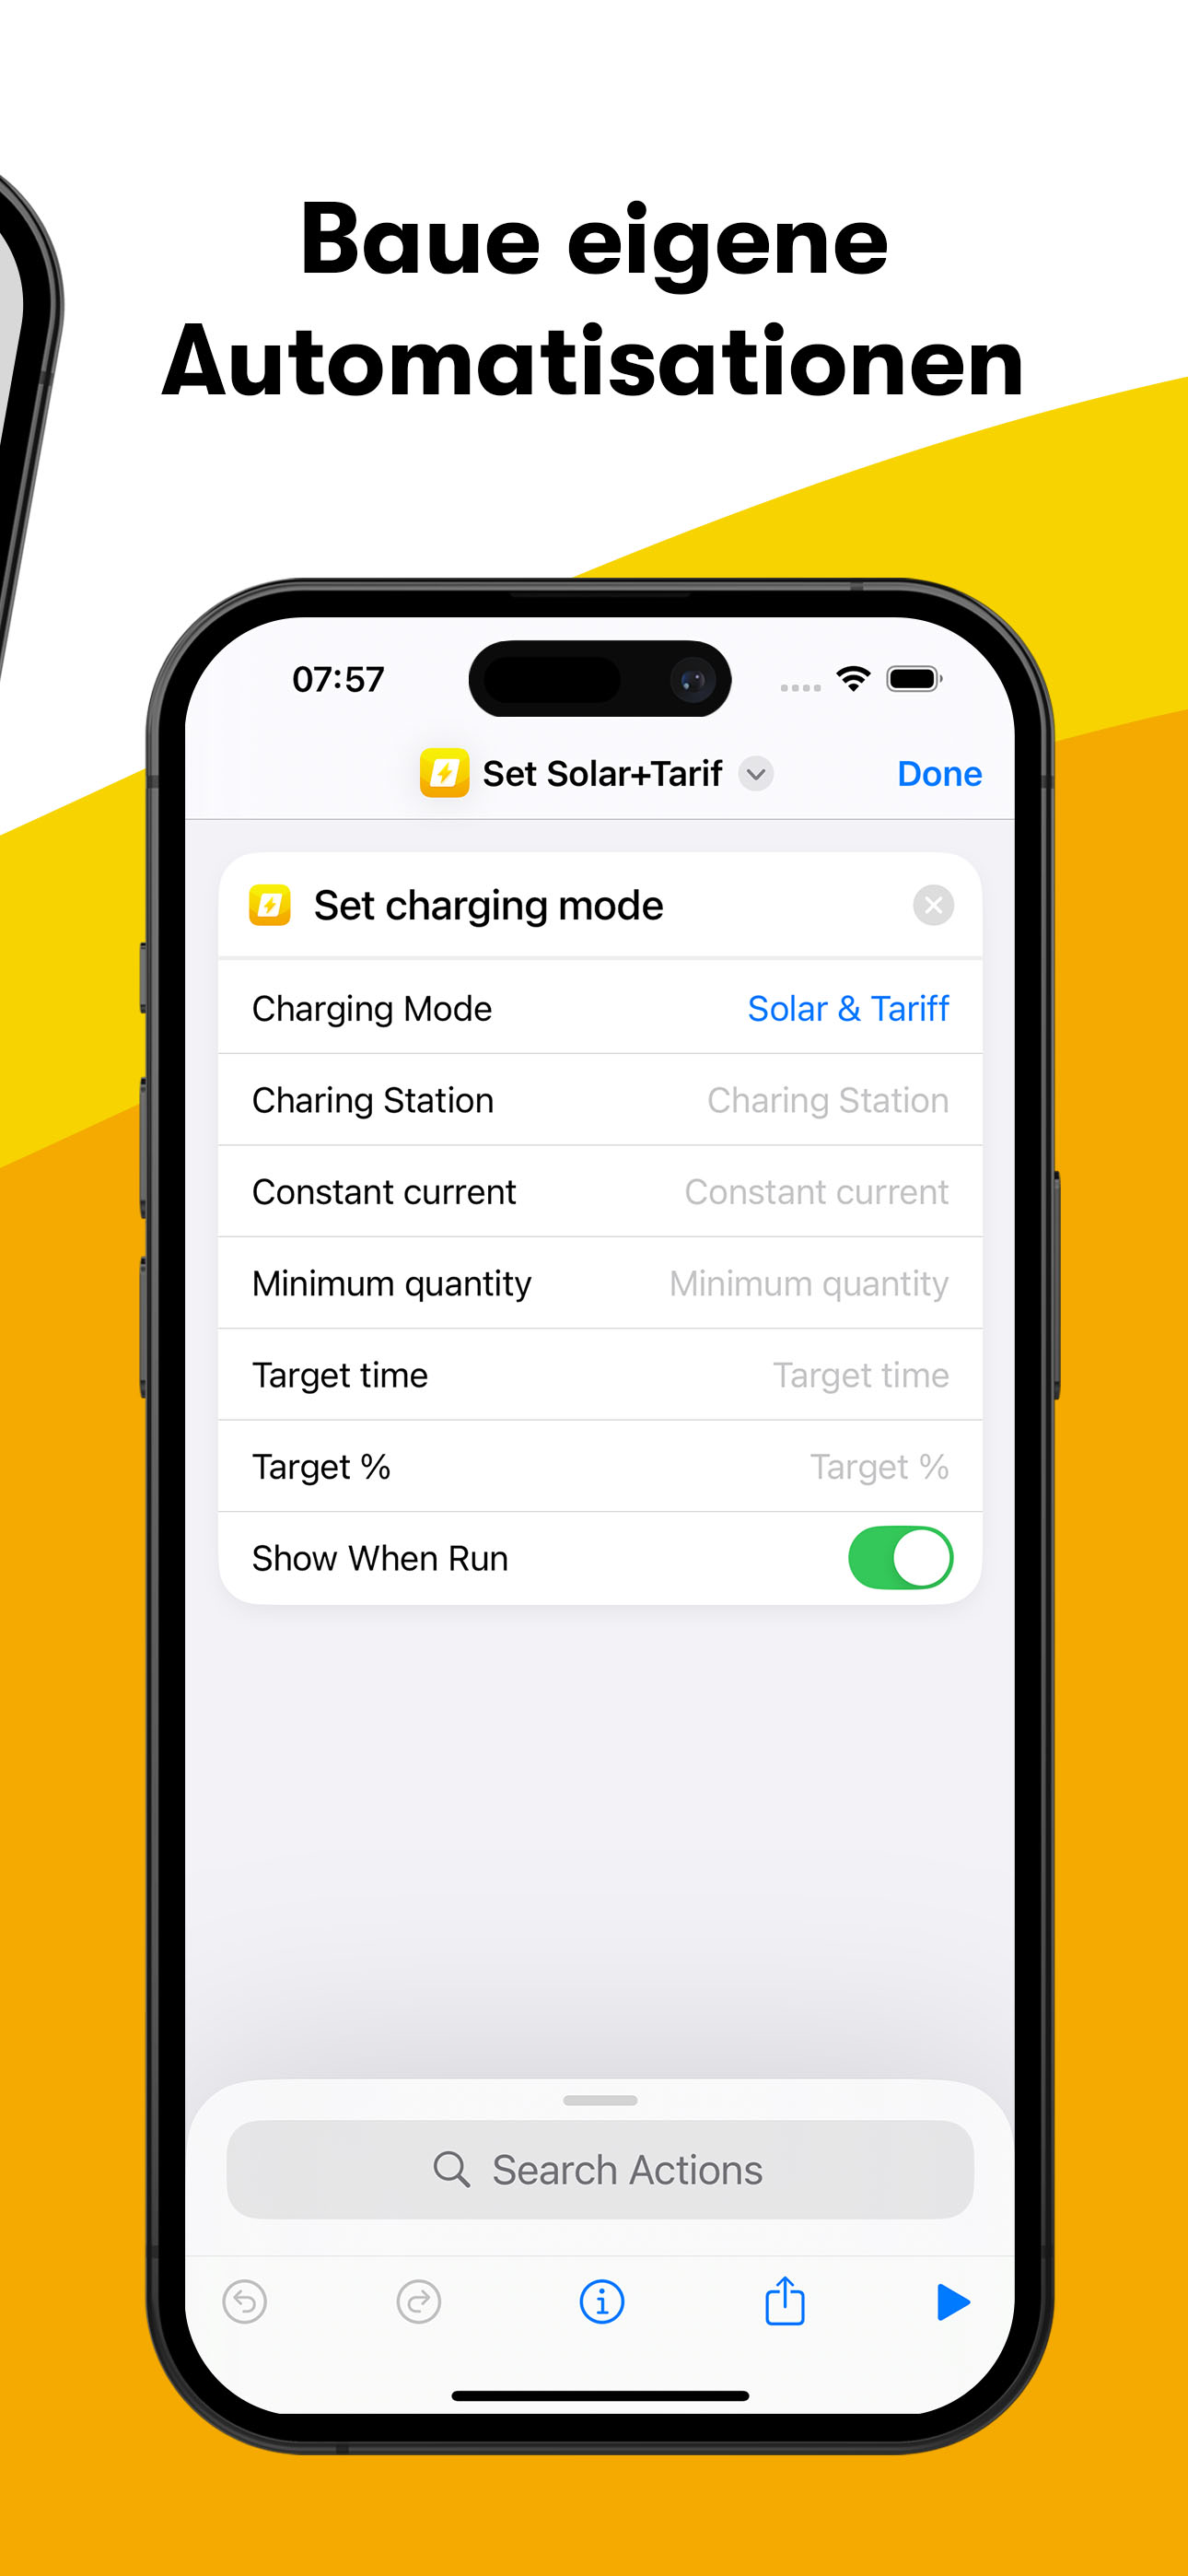 Baue eigene
Automatisationen
07:57
Set Solar+Tarif
Done
Set charging mode
Charging Mode
Solar & Tariff
Charing Station
Charing Station
Constant current
Constant current
Minimum quantity
Minimum quantity
Target time
Target time
Target %
Target %
Show When Run
Search Actions